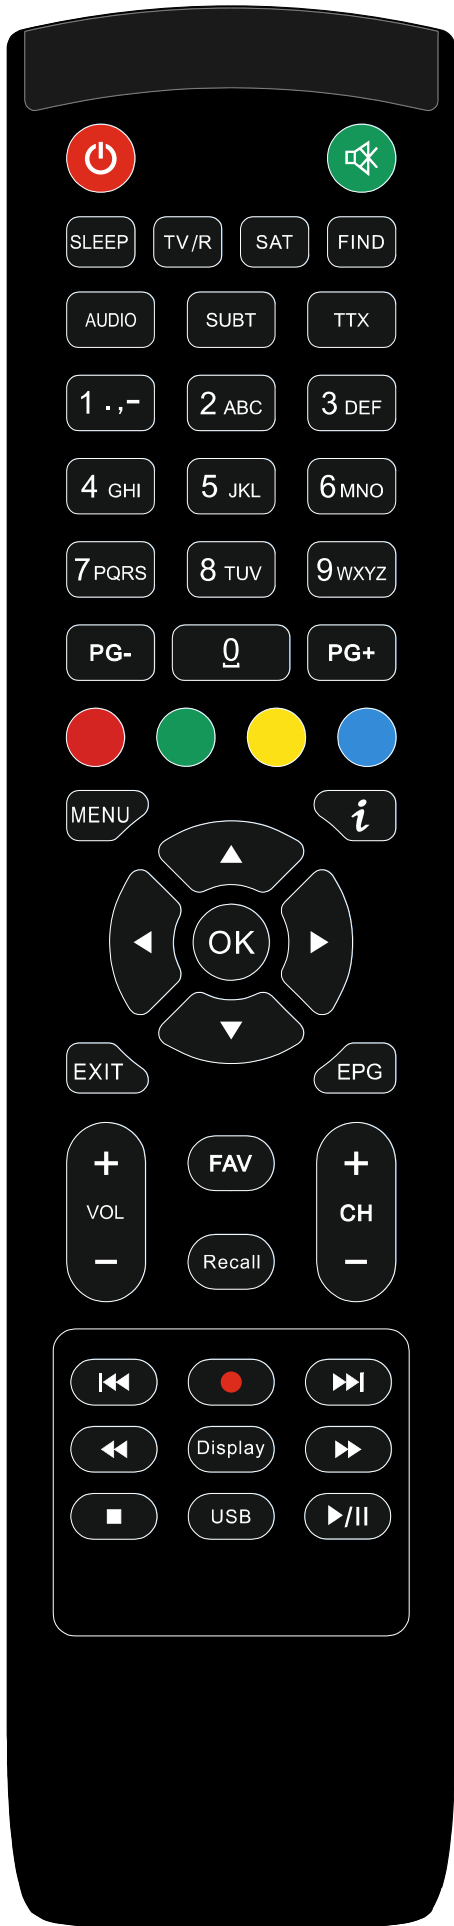 SLEEP TV/R SAT FIND
AUDIO SUBT TTX
1 .,- 2 ABC 3 DEF
4 GHI 5 JKL 6 MNO
7 PQRS 8 TUV 9 WXYZ
PG- 0 PG+
MENU i
OK
EXIT EPG
+ FAV +
VOL CH
- Recall -
Display
USB